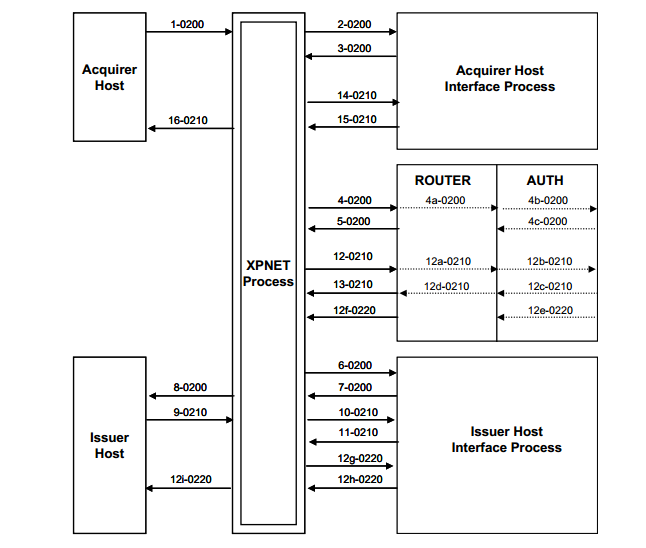 1-0200
2-0200
3-0200
Acquirer
Host
Acquirer Host
Interface Process
14-0210
16-0210
15-0210
ROUTER
AUTH
4-0200
4a-0200
4b-0200
5-0200
4c-0200
12-0210
12a-0210
12b-0210
XPNET
Process
13-0210
12d-0210
12c-0210
12f-0220
12e-0220
6-0200
8-0200
7-0200
9-0210
10-0210
Issuer
Host
11-0210
Issuer Host
Interface Process
12g-0220
12i-0220
12h-0220